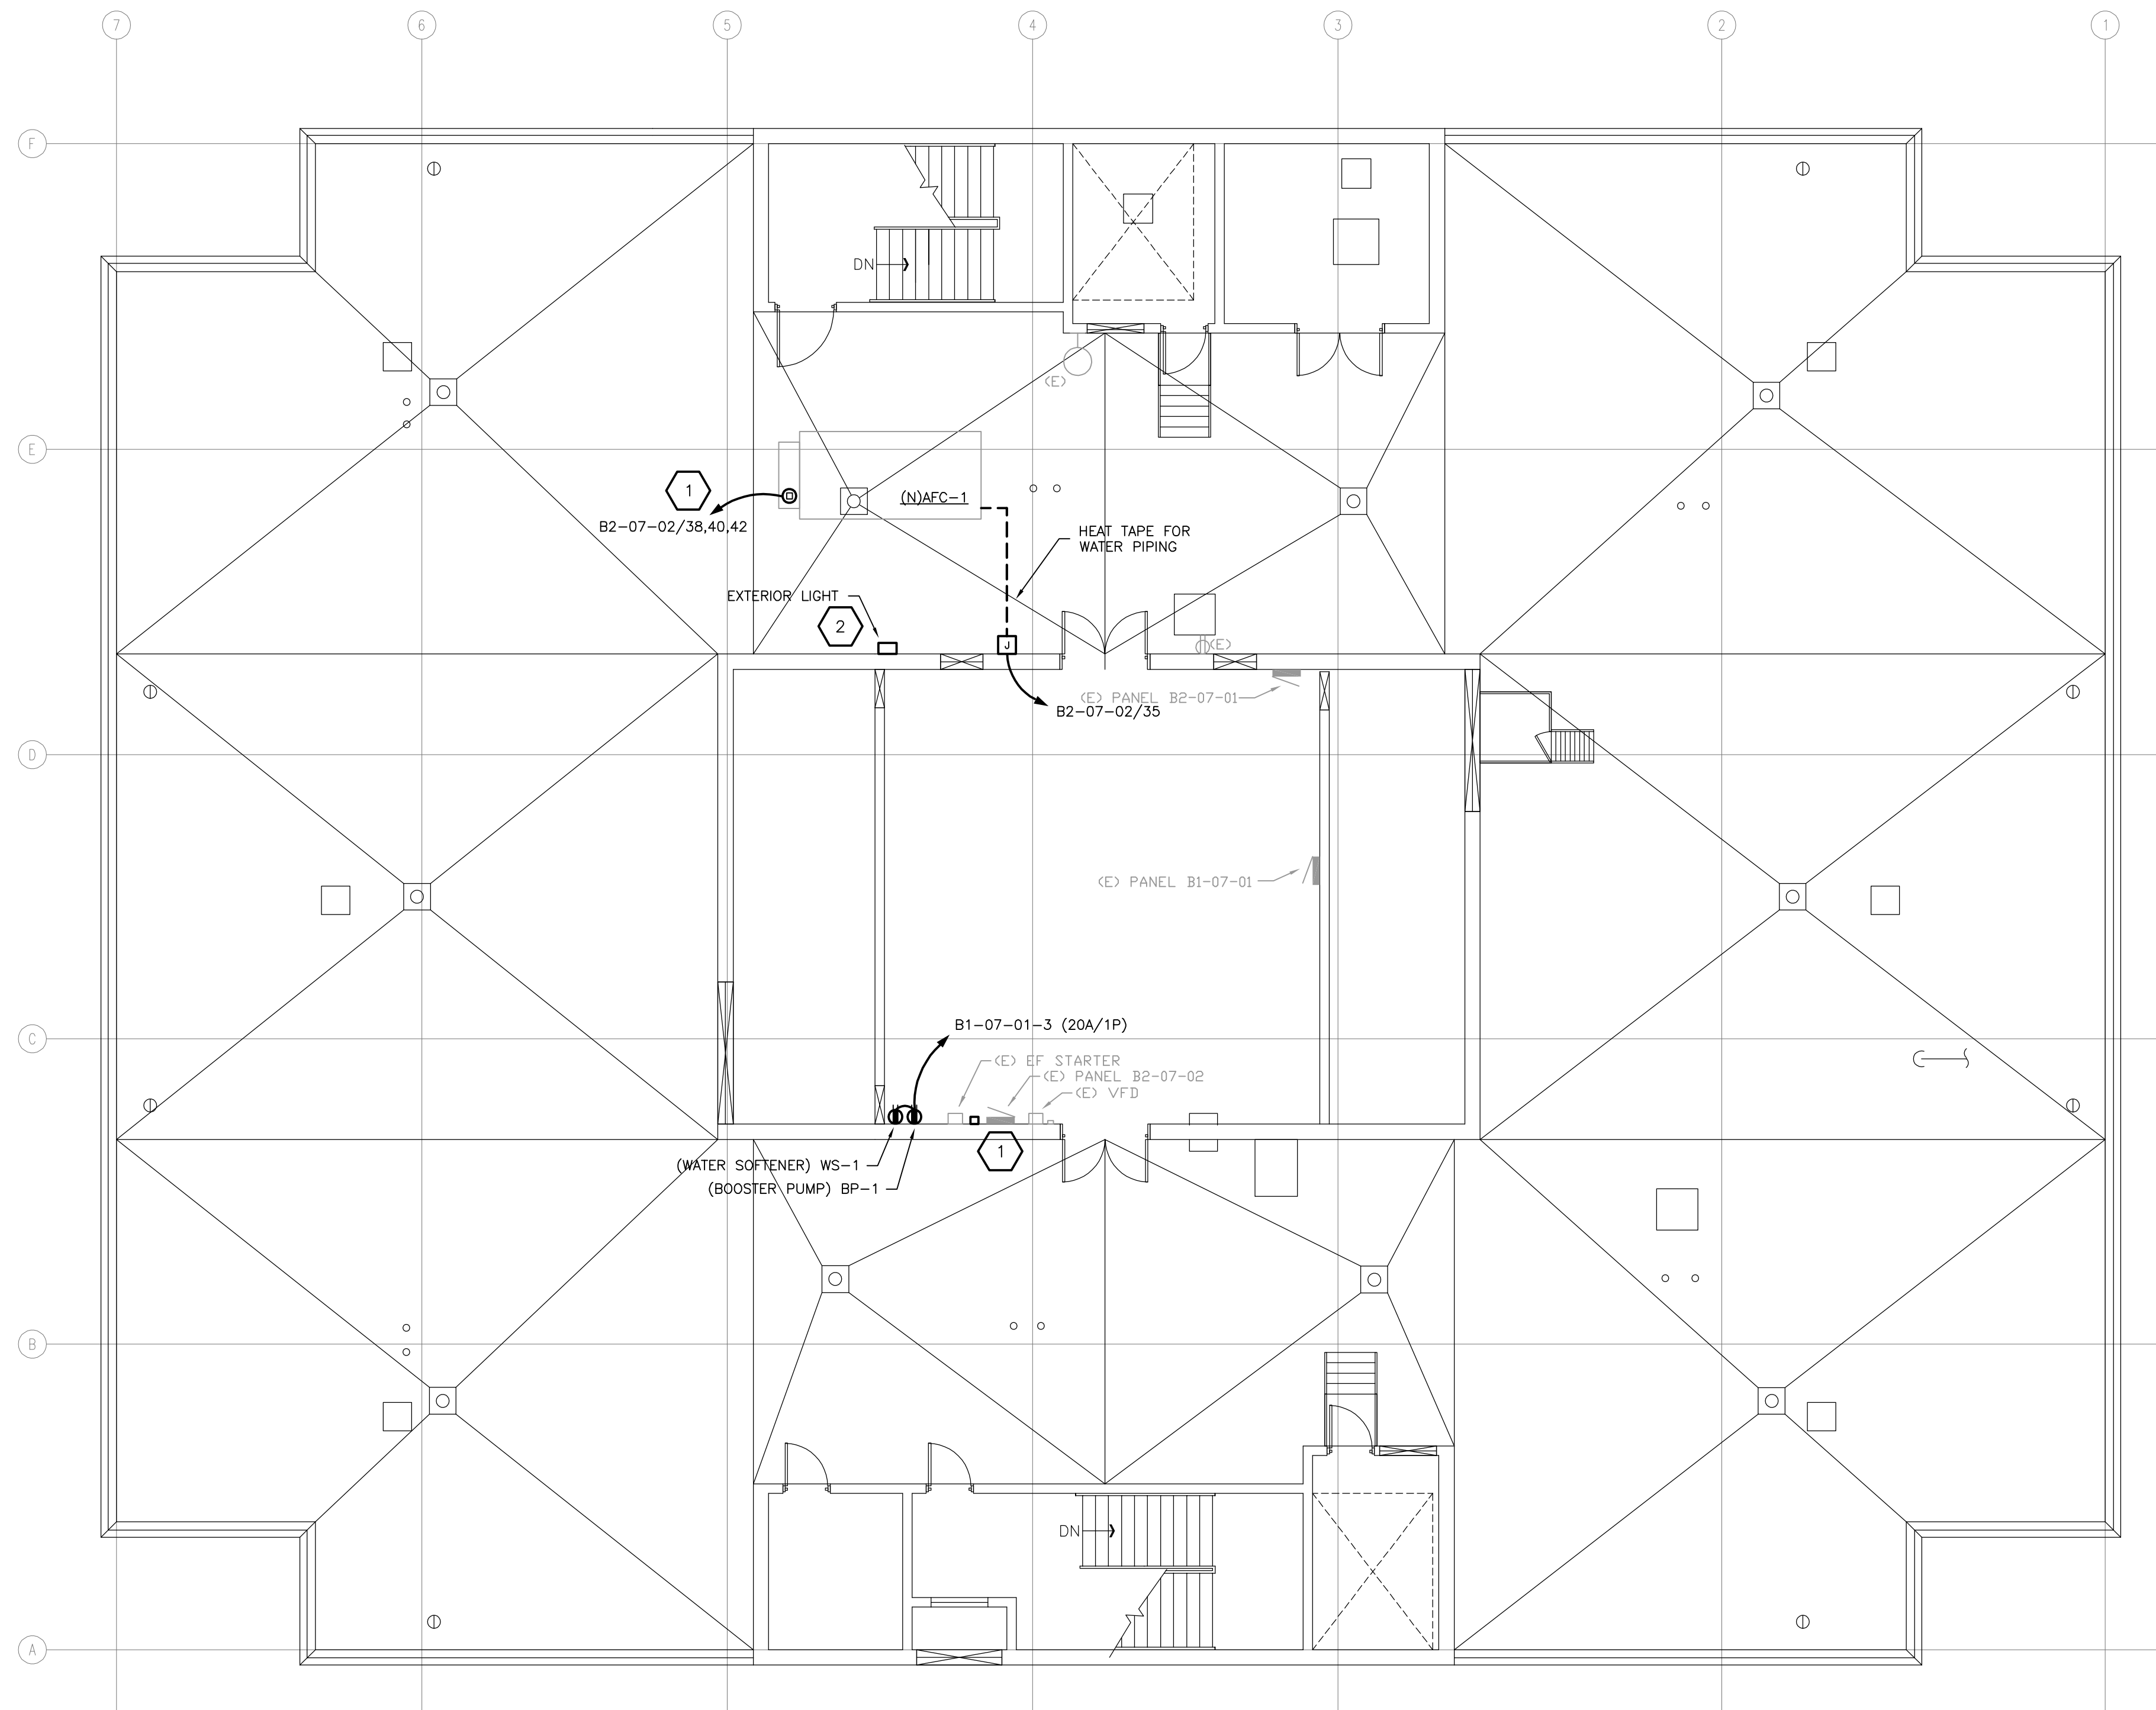 7 6 5 4 3 2 1
F
DN
(E)
E
1
(N)AFC-1
B2-07-02/38,40,42
HEAT TAPE FOR
WATER PIPING
EXTERIOR LIGHT
2
J
(E)
(E) PANEL B2-07-01
B2-07-02/35
D
(E) PANEL B1-07-01
B1-07-01-3 (20A/1P)
C
(E) EF STARTER
(E) PANEL B2-07-02
(E) VFD
1
(WATER SOFTENER) WS-1
(BOOSTER PUMP) BP-1
B
DN
A